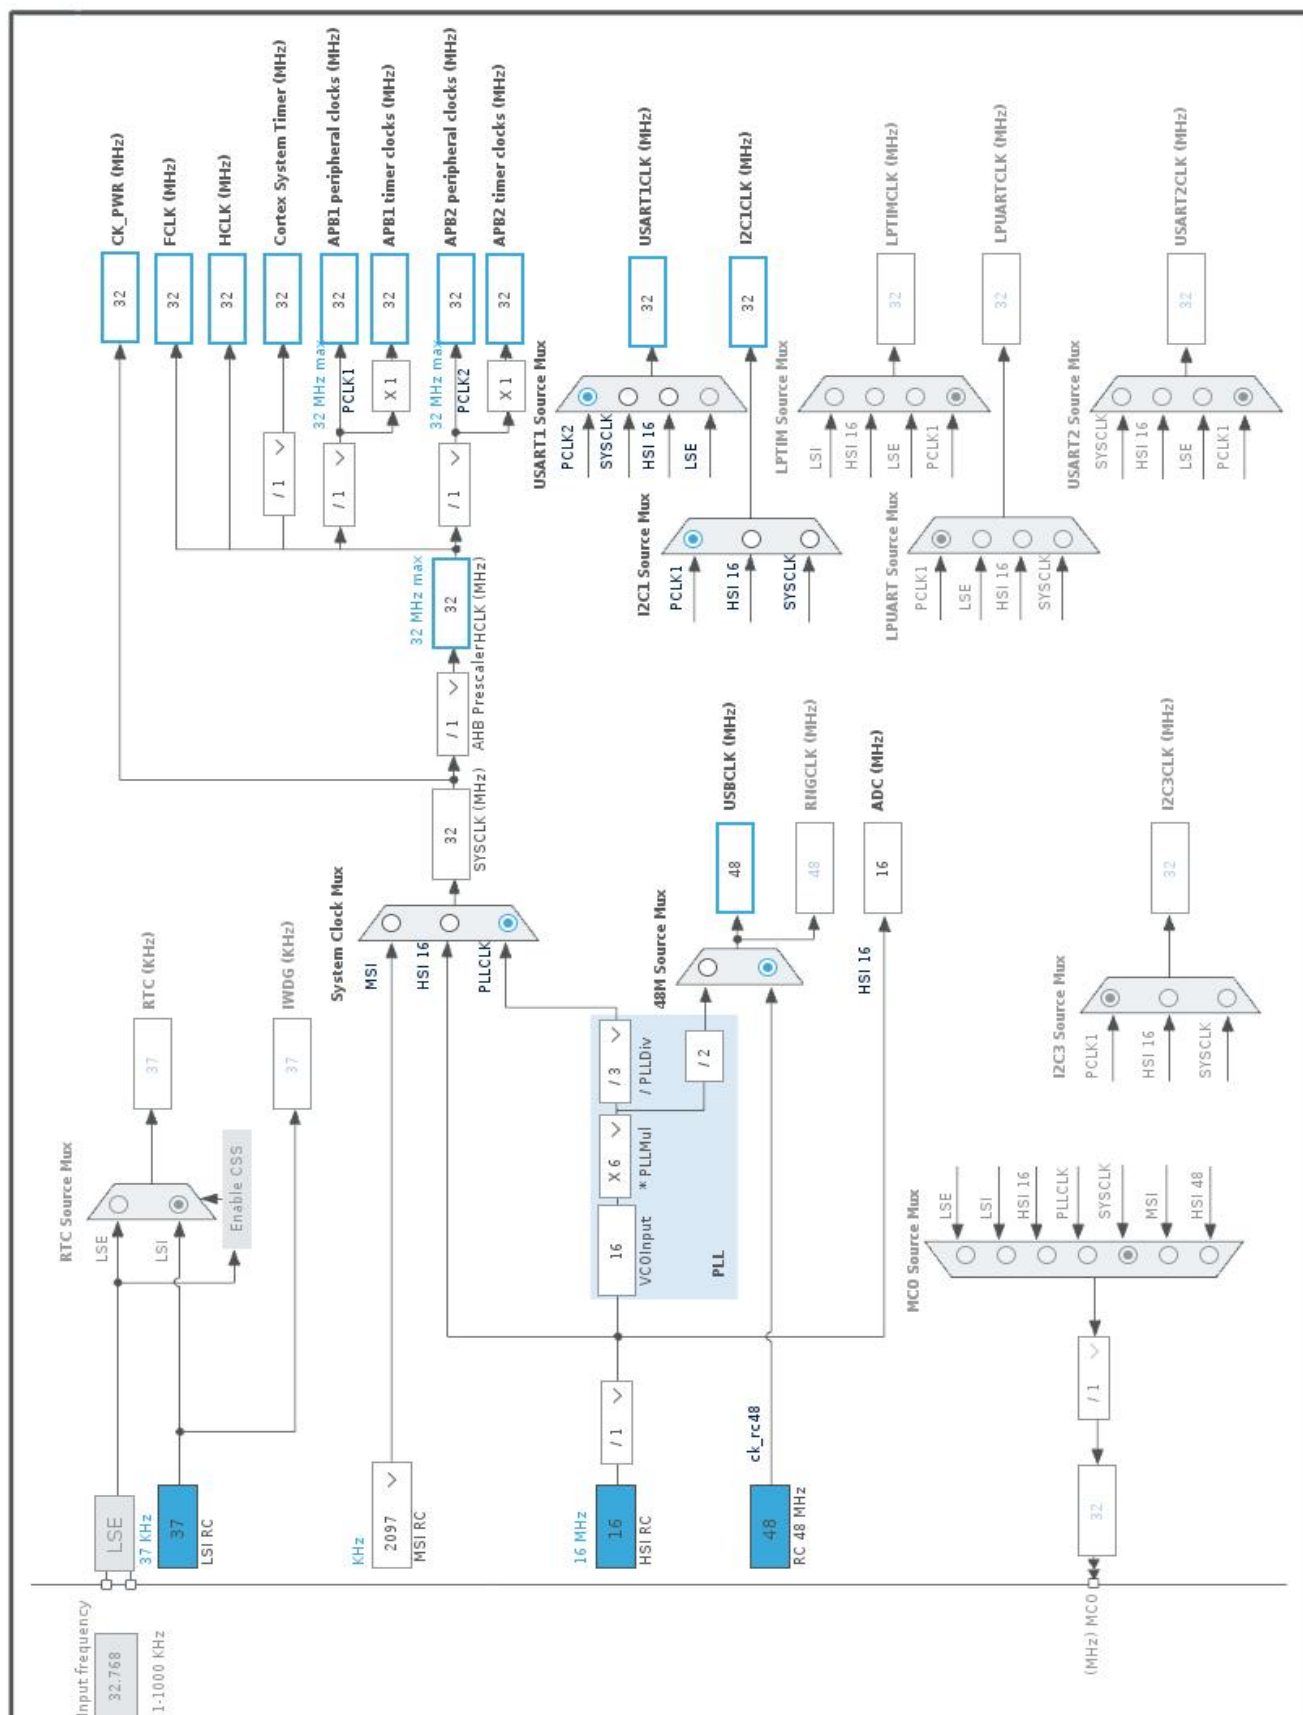 Input frequency
32.768
1-1000 KHz
LSE
37 KHz
37
LSI RC
RTC Source Mux
LSE
LSI
Enable CSS
37
RTC (KHz)
37
IWDG (KHz)
KHz
2097
MSI RC
16 MHz
16
HSI RC
/ 1
48
RC 48 MHz
ck_rc48
16
VCOInput
X 6
* PLLMul
/ 3
/ PLLDiv
/ 2
PLL
System Clock Mux
MSI
HSI 16
PLLCLK
48M Source Mux
48
USBCLK (MHz)
48
RNGCLK (MHz)
HSI 16
16
ADC (MHz)
32
SYSCLK (MHz)
/ 1
AHB Prescaler
32 MHz max
32
HCLK (MHz)
32
CK_PWR (MHz)
32
FCLK (MHz)
32
HCLK (MHz)
/ 1
32
Cortex System Timer (MHz)
/ 1
32 MHz max
PCLK1
32
APB1 peripheral clocks (MHz)
X 1
32
APB1 timer clocks (MHz)
/ 1
32 MHz max
PCLK2
32
APB2 peripheral clocks (MHz)
X 1
32
APB2 timer clocks (MHz)
USART1 Source Mux
PCLK2
SYSCLK
HSI 16
LSE
32
USART1CLK (MHz)
I2C1 Source Mux
PCLK1
HSI 16
SYSCLK
32
I2C1CLK (MHz)
LPTIM Source Mux
LSI
HSI 16
LSE
PCLK1
32
LPTIMCLK (MHz)
LPUART Source Mux
PCLK1
LSE
HSI 16
SYSCLK
32
LPUARTCLK (MHz)
USART2 Source Mux
SYSCLK
HSI 16
LSE
PCLK1
32
USART2CLK (MHz)
I2C3 Source Mux
PCLK1
HSI 16
SYSCLK
32
I2C3CLK (MHz)
MCO Source Mux
LSE
LSI
HSI 16
PLLCLK
SYSCLK
MSI
HSI 48
/ 1
32
(MHz) MCO